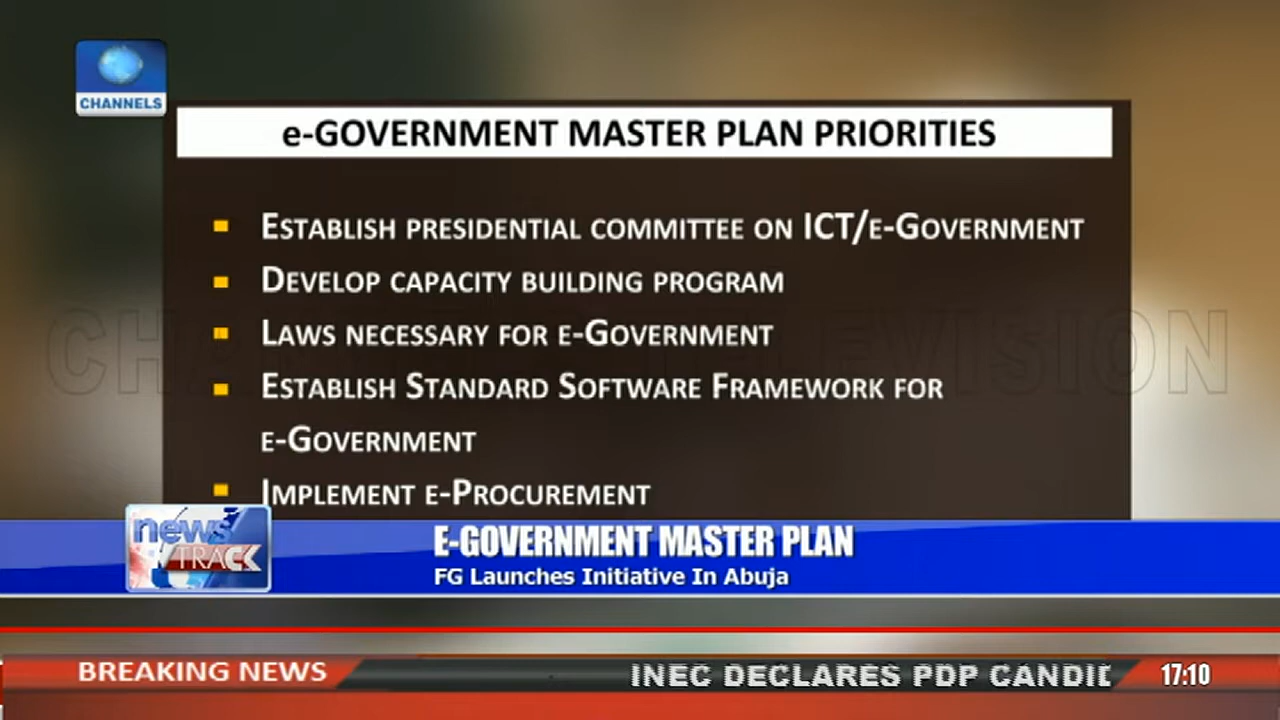 CHANNELS
e-GOVERNMENT MASTER PLAN PRIORITIES
ESTABLISH PRESIDENTIAL COMMITTEE ON ICT/E-GOVERNMENT
DEVELOP CAPACITY BUILDING PROGRAM
LAWS NECESSARY FOR E-GOVERNMENT
ESTABLISH STANDARD SOFTWARE FRAMEWORK FOR
E-GOVERNMENT
IMPLEMENT E-PROCUREMENT
CHANNELS TELEVISION
news
TRACK
E-GOVERNMENT MASTER PLAN
FG Launches Initiative In Abuja
BREAKING NEWS
INEC DECLARES PDP
17:10